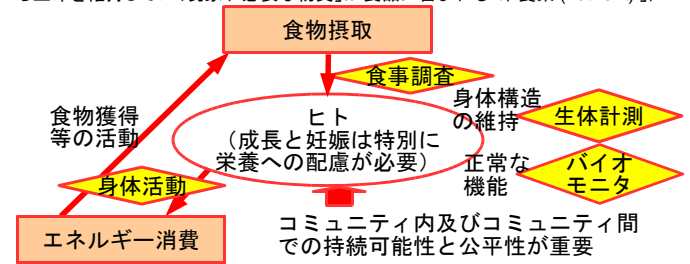 食物摂取
食事調査
食物獲得
等の活動
ヒト
（成長と妊娠は特別に
栄養への配慮が必要）
身体構造
の維持
生体計測
正常な
機能
バイオ
モニタ
身体活動
エネルギー消費
コミュニティ内及びコミュニティ間
での持続可能性と公平性が重要